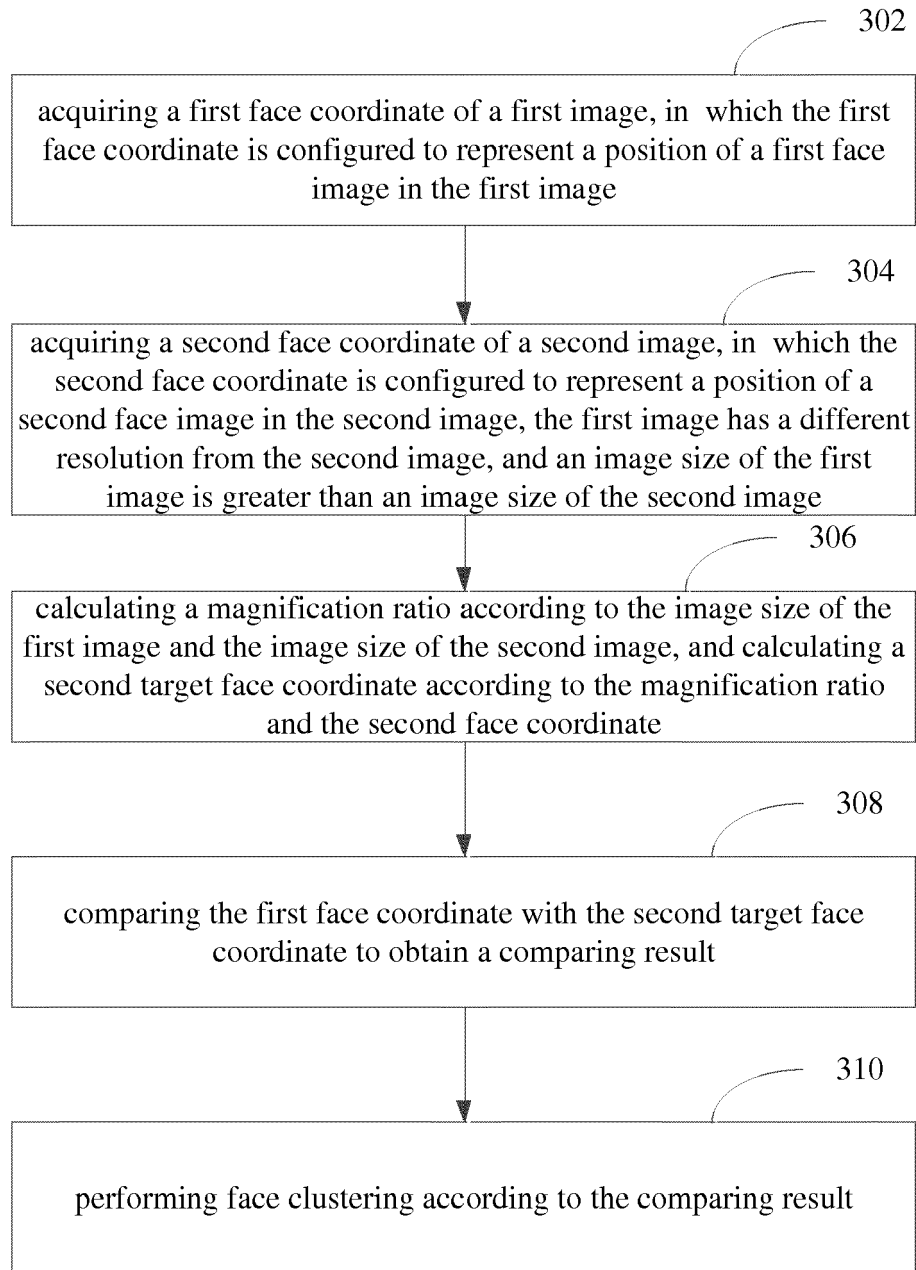 302
acquiring a first face coordinate of a first image, in which the first
face coordinate is configured to represent a position of a first face
image in the first image
304
acquiring a second face coordinate of a second image, in which the
second face coordinate is configured to represent a position of a
second face image in the second image, the first image has a different
resolution from the second image, and an image size of the first
image is greater than an image size of the second image
306
calculating a magnification ratio according to the image size of the
first image and the image size of the second image, and calculating a
second target face coordinate according to the magnification ratio
and the second face coordinate
308
comparing the first face coordinate with the second target face
coordinate to obtain a comparing result
310
performing face clustering according to the comparing result